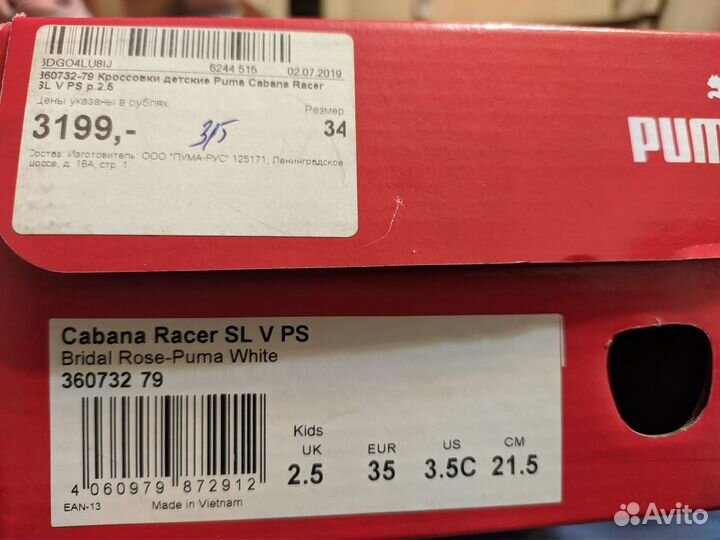 3DGO4LU8IJ
6244 515
02.07.2019
360732-79 Кроссовки детские Puma Cabana Racer
SL V PS р.2.5
Цены указаны в рублях
Размер
3199,-
34
Состав. Изготовитель: ООО "ПУМА-РУС" 125171, Ленинградское
шоссе, д. 16А, стр. 1.
PUM
Cabana Racer SL V PS
Bridal Rose-Puma White
360732 79
Kids
UK
EUR
US
CM
2.5
35
3.5C
21.5
4 060979 872912
EAN-13
Made in Vietnam
Avito